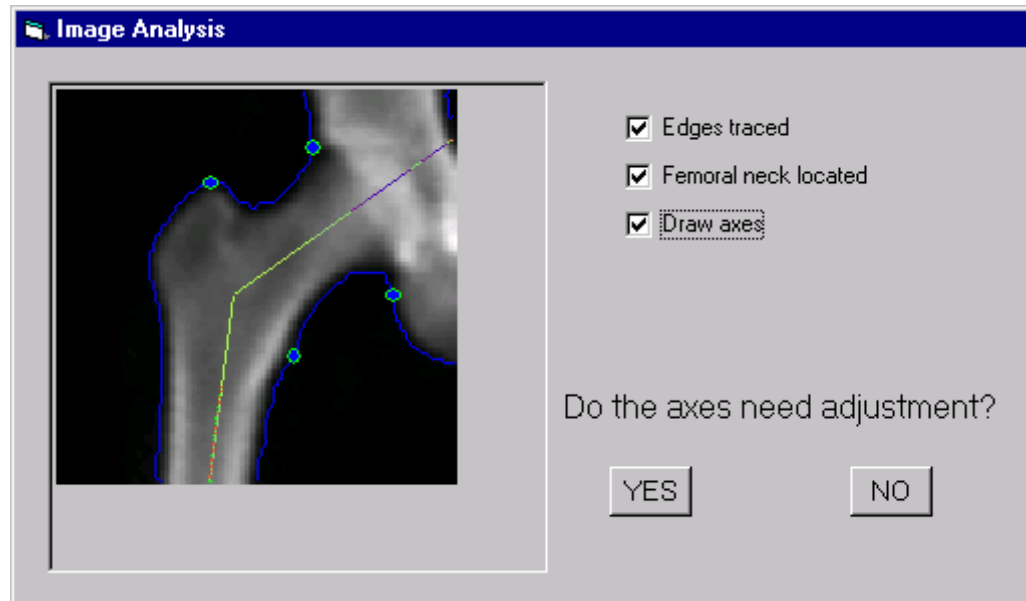 Image Analysis
Edges traced
Femoral neck located
Draw axes
Do the axes need adjustment?
YES
NO